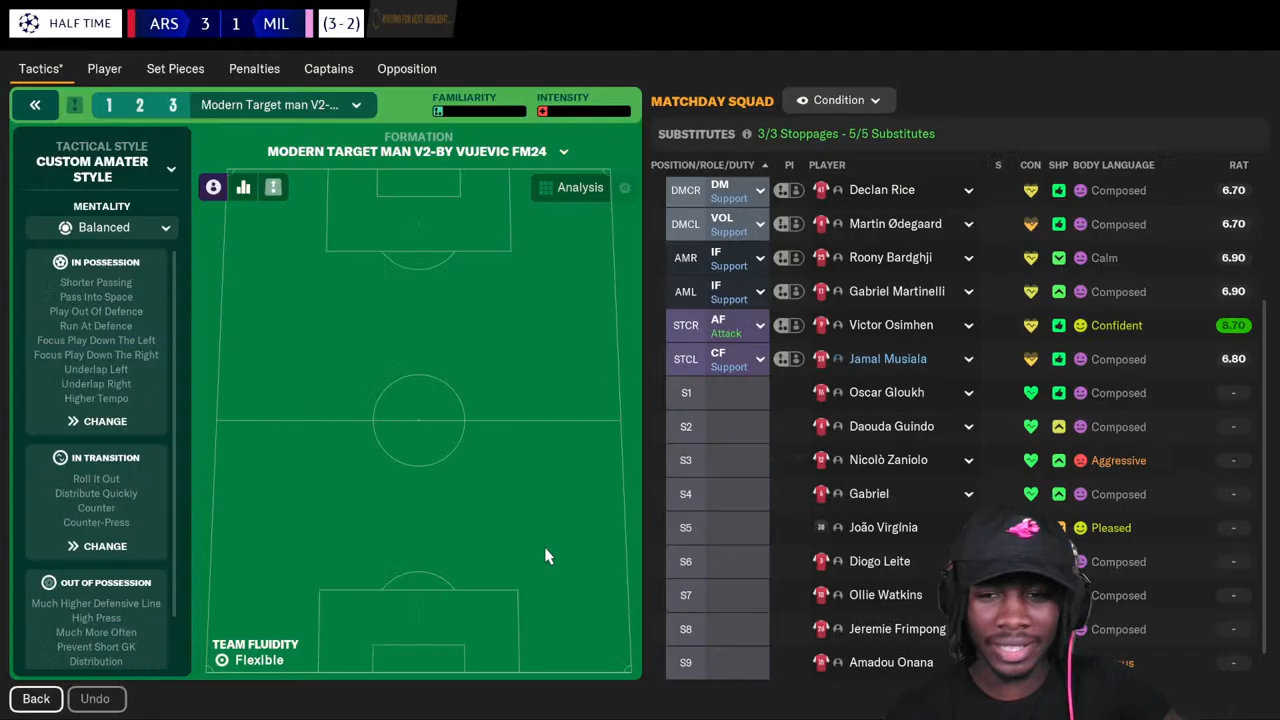 HALF TIME ARS 3 1 MIL (3-2) WAITING FOR NEXT HIGHLIGHT...
Tactics* Player Set Pieces Penalties Captains Opposition
1 2 3 Modern Target man V2-... FAMILIARITY INTENSITY
FORMATION
MODERN TARGET MAN V2-BY VUJEVIC FM24
Analysis
TACTICAL STYLE
CUSTOM AMATER
STYLE
MENTALITY
Balanced
IN POSSESSION
Shorter Passing
Pass Into Space
Play Out Of Defence
Run At Defence
Focus Play Down The Left
Focus Play Down The Right
Underlap Left
Underlap Right
Higher Tempo
CHANGE
IN TRANSITION
Roll It Out
Distribute Quickly
Counter
Counter-Press
CHANGE
OUT OF POSSESSION
Much Higher Defensive Line
High Press
Much More Often
Prevent Short GK
Distribution
TEAM FLUIDITY
Flexible
Back Undo
MATCHDAY SQUAD Condition
SUBSTITUTES 3/3 Stoppages - 5/5 Substitutes
POSITION/ROLE/DUTY PI PLAYER S CON SHP BODY LANGUAGE RAT
DMCR DM Support Declan Rice Composed 6.70
DMCL VOL Support Martin Ødegaard Composed 6.70
AMR IF Support Roony Bardghji Calm 6.90
AML IF Support Gabriel Martinelli Composed 6.90
STCR AF Attack Victor Osimhen Confident 8.70
STCL CF Support Jamal Musiala Composed 6.80
S1 Oscar Gloukh Composed -
S2 Daouda Guindo Composed -
S3 Nicolò Zaniolo Aggressive -
S4 Gabriel Composed -
S5 João Virgínia Pleased -
S6 Diogo Leite Composed -
S7 Ollie Watkins Composed -
S8 Jeremie Frimpong Composed -
S9 Amadou Onana -